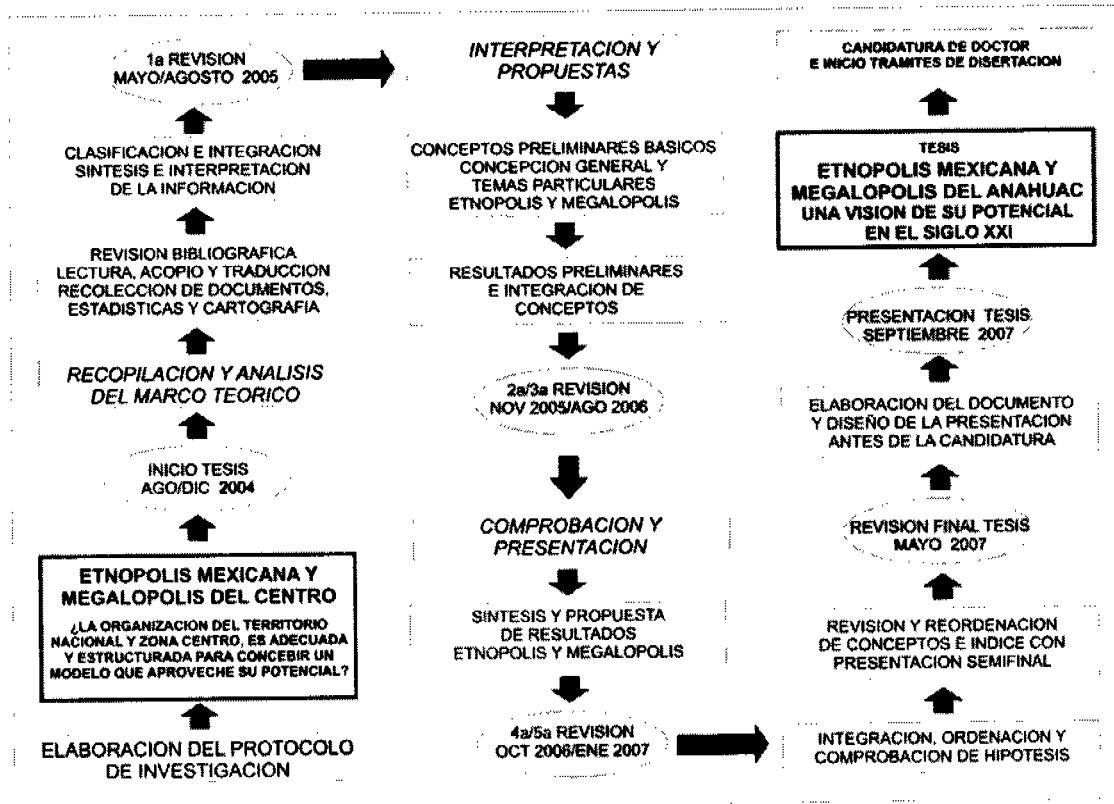 1a REVISION
MAYO/AGOSTO 2005
CLASIFICACION E INTEGRACION
SINTESIS E INTERPRETACION
DE LA INFORMACION
REVISION BIBLIOGRAFICA
LECTURA, ACOPIO Y TRADUCCION
RECOLECCION DE DOCUMENTOS,
ESTADISTICAS Y CARTOGRAFIA
RECOPILACION Y ANALISIS
DEL MARCO TEORICO
INICIO TESIS
AGO/DIC 2004
ETNOPOLIS MEXICANA Y
MEGALOPOLIS DEL CENTRO
¿LA ORGANIZACION DEL TERRITORIO
NACIONAL Y ZONA CENTRO, ES ADECUADA
Y ESTRUCTURADA PARA CONCEBIR UN
MODELO QUE APROVECHE SU POTENCIAL?
ELABORACION DEL PROTOCOLO
DE INVESTIGACION
INTERPRETACION Y
PROPUESTAS
CONCEPTOS PRELIMINARES BASICOS
CONCEPCION GENERAL Y
TEMAS PARTICULARES
ETNOPOLIS Y MEGALOPOLIS
RESULTADOS PRELIMINARES
E INTEGRACION DE
CONCEPTOS
2a/3a REVISION
NOV 2005/AGO 2006
COMPROBACION Y
PRESENTACION
SINTESIS Y PROPUESTA
DE RESULTADOS
ETNOPOLIS Y MEGALOPOLIS
4a/5a REVISION
OCT 2006/ENE 2007
CANDIDATURA DE DOCTOR
E INICIO TRAMITES DE DISERTACION
TESIS
ETNOPOLIS MEXICANA Y
MEGALOPOLIS DEL ANAHUAC
UNA VISION DE SU POTENCIAL
EN EL SIGLO XXI
PRESENTACION TESIS
SEPTIEMBRE 2007
ELABORACION DEL DOCUMENTO
Y DISEÑO DE LA PRESENTACION
ANTES DE LA CANDIDATURA
REVISION FINAL TESIS
MAYO 2007
REVISION Y REORDENACION
DE CONCEPTOS E INDICE CON
PRESENTACION SEMIFINAL
INTEGRACION, ORDENACION Y
COMPROBACION DE HIPOTESIS